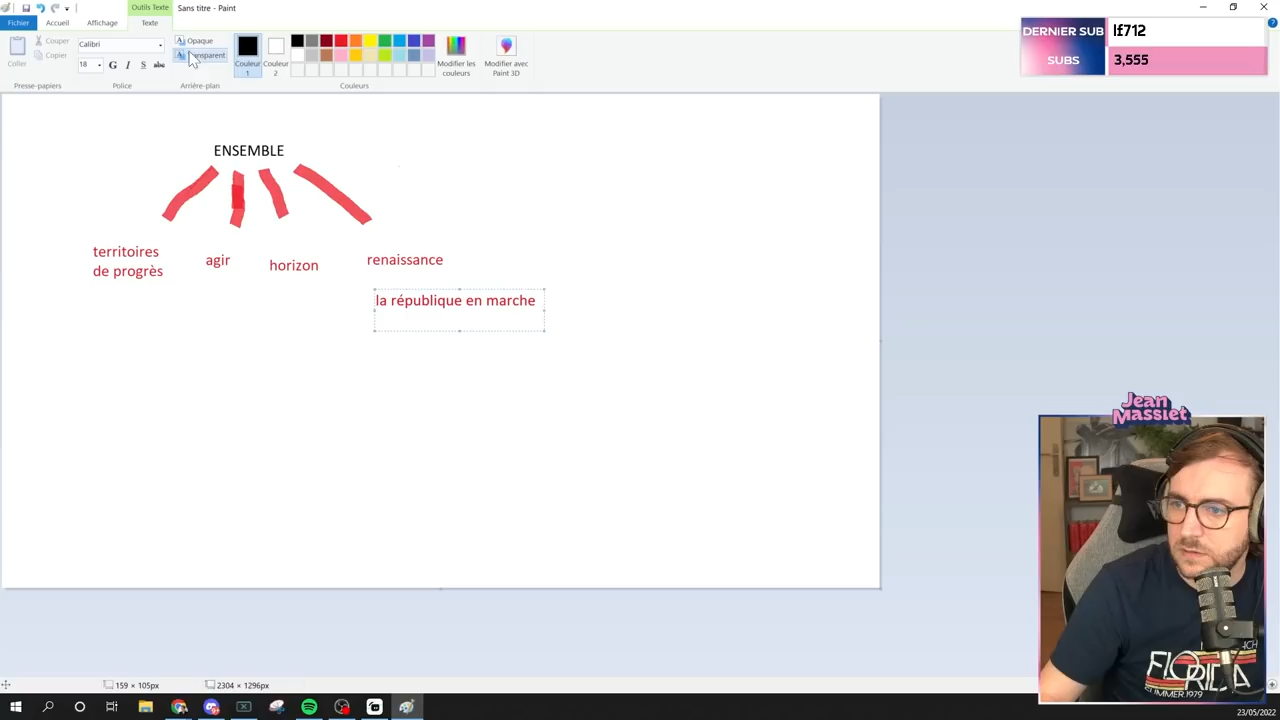 Outils Texte
Sans titre - Paint
Fichier
Accueil
Affichage
Texte
Coller
Couper
Copier
Presse-papiers
Calibri
18
G I S abc
Police
Opaque
Transparent
Arrière-plan
Couleur
1
Couleur
2
Couleurs
Modifier les
couleurs
Modifier avec
Paint 3D
DERNIER SUB
lf712
SUBS
3,555
ENSEMBLE
territoires
de progrès
agir
horizon
renaissance
la république en marche
Jean
Massiet
FLORIDA
SUMMER 1979
159 × 105px
2304 × 1296px
23/05/2022